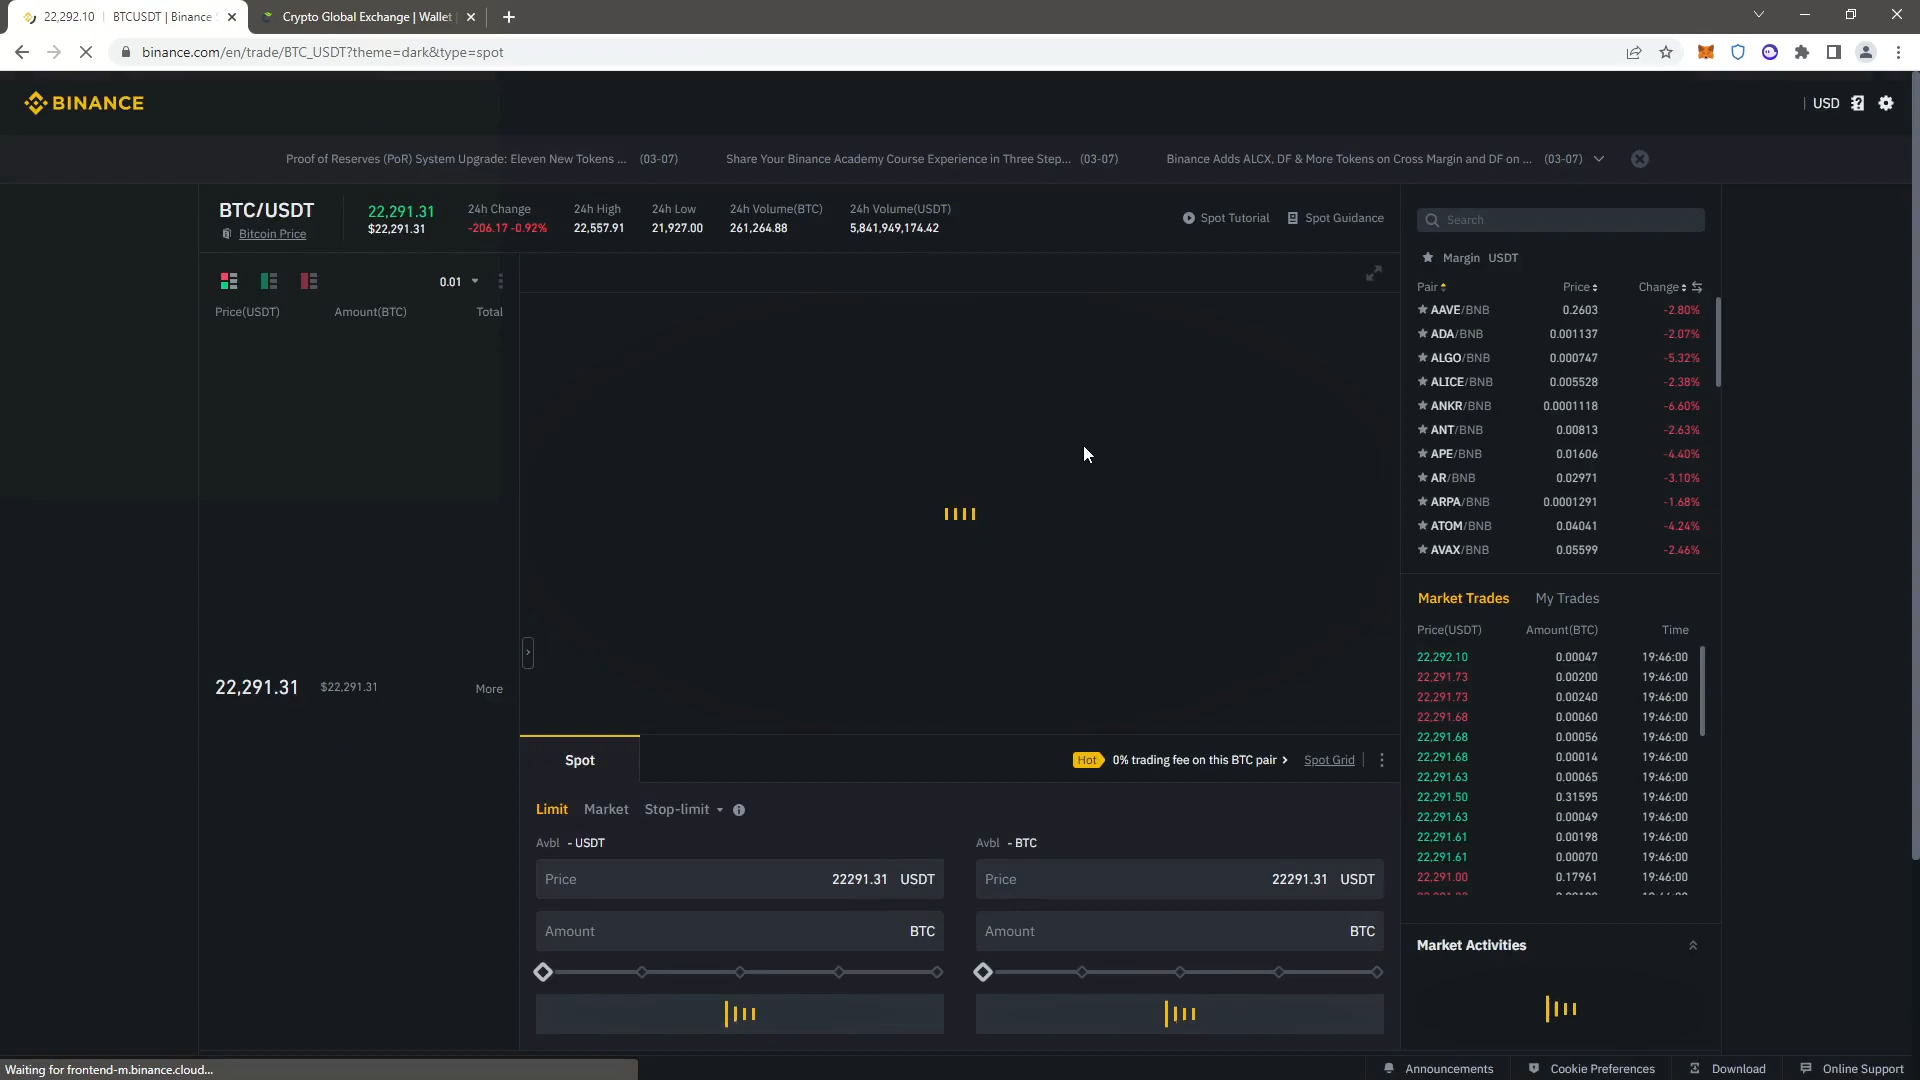 22,292.10 | BTCUSDT | Binance
Crypto Global Exchange | Wallet
binance.com/en/trade/BTC_USDT?theme=dark&type=spot
BINANCE
USD
Proof of Reserves (PoR) System Upgrade: Eleven New Tokens ... (03-07)
Share Your Binance Academy Course Experience in Three Step... (03-07)
Binance Adds ALCX, DF & More Tokens on Cross Margin and DF on ... (03-07)
BTC/USDT
Bitcoin Price
22,291.31
$22,291.31
24h Change
-206.17 -0.92%
24h High
22,557.91
24h Low
21,927.00
24h Volume(BTC)
261,264.88
24h Volume(USDT)
5,841,949,174.42
Spot Tutorial
Spot Guidance
0.01
Price(USDT) Amount(BTC) Total
22,291.31 $22,291.31 More
Spot
Hot 0% trading fee on this BTC pair
Spot Grid
Limit Market Stop-limit
Avbl - USDT
Price 22291.31 USDT
Amount BTC
Avbl - BTC
Price 22291.31 USDT
Amount BTC
Search
Margin USDT
Pair Price Change
AAVE/BNB 0.2603 -2.80%
ADA/BNB 0.001137 -2.07%
ALGO/BNB 0.000747 -5.32%
ALICE/BNB 0.005528 -2.38%
ANKR/BNB 0.0001118 -6.60%
ANT/BNB 0.00813 -2.63%
APE/BNB 0.01606 -4.40%
AR/BNB 0.02971 -3.10%
ARPA/BNB 0.0001291 -1.68%
ATOM/BNB 0.04041 -4.24%
AVAX/BNB 0.05599 -2.46%
Market Trades My Trades
Price(USDT) Amount(BTC) Time
22,292.10 0.00047 19:46:00
22,291.73 0.00200 19:46:00
22,291.73 0.00240 19:46:00
22,291.68 0.00060 19:46:00
22,291.68 0.00056 19:46:00
22,291.68 0.00014 19:46:00
22,291.63 0.00065 19:46:00
22,291.50 0.31595 19:46:00
22,291.63 0.00049 19:46:00
22,291.61 0.00198 19:46:00
22,291.61 0.00070 19:46:00
22,291.00 0.17961 19:46:00
Market Activities
Waiting for frontend-m.binance.cloud...
Announcements
Cookie Preferences
Download
Online Support